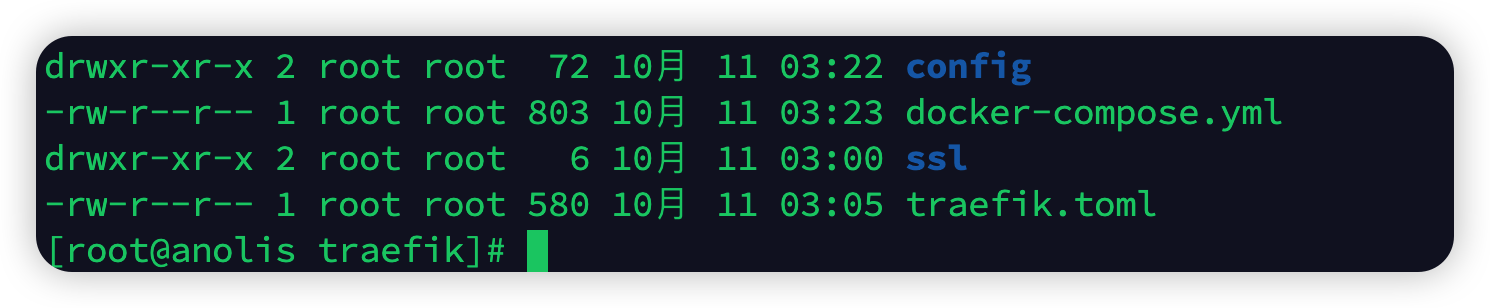 drwxr-xr-x 2 root root  72 10月  11 03:22 config
-rw-r--r-- 1 root root 803 10月  11 03:23 docker-compose.yml
drwxr-xr-x 2 root root   6 10月  11 03:00 ssl
-rw-r--r-- 1 root root 580 10月  11 03:05 traefik.toml
[root@anolis traefik]#